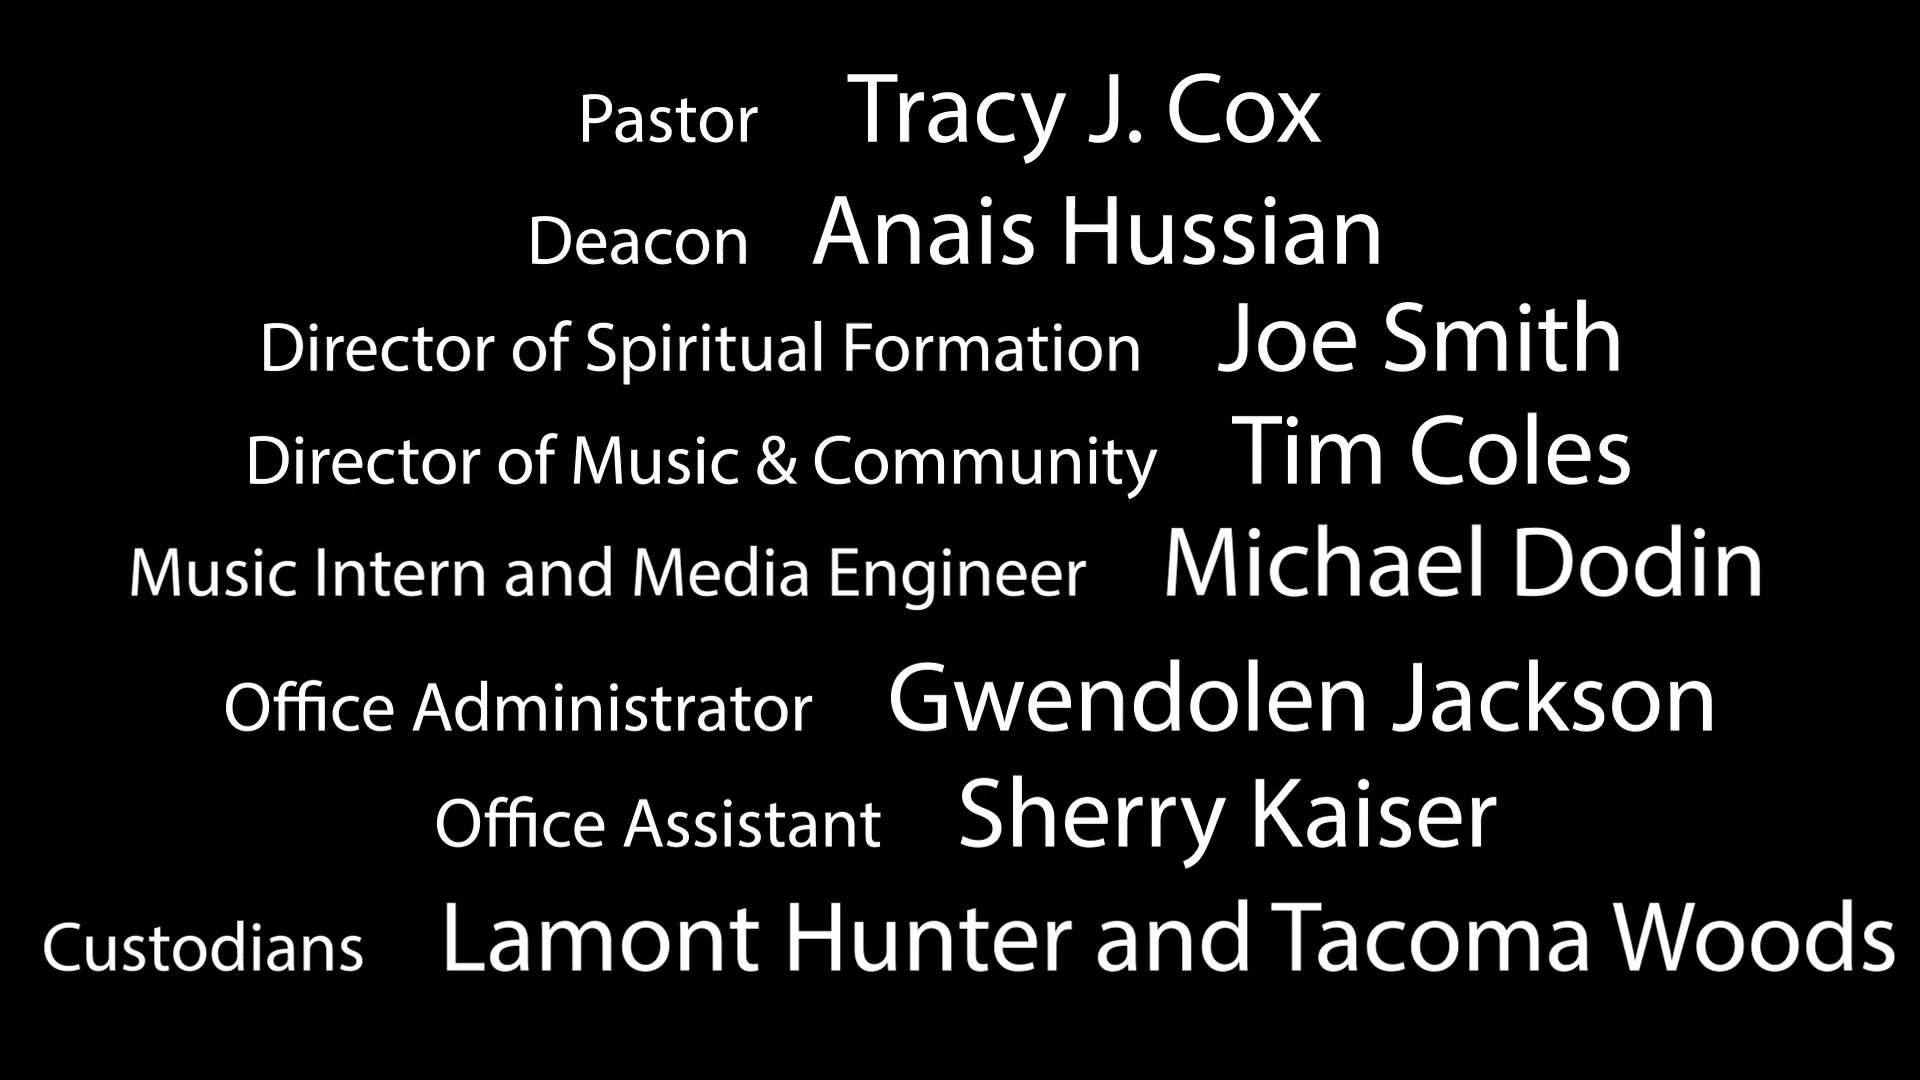 Pastor Tracy J. Cox
Deacon Anais Hussian
Director of Spiritual Formation Joe Smith
Director of Music & Community Tim Coles
Music Intern and Media Engineer Michael Dodin
Office Administrator Gwendolen Jackson
Office Assistant Sherry Kaiser
Custodians Lamont Hunter and Tacoma Woods